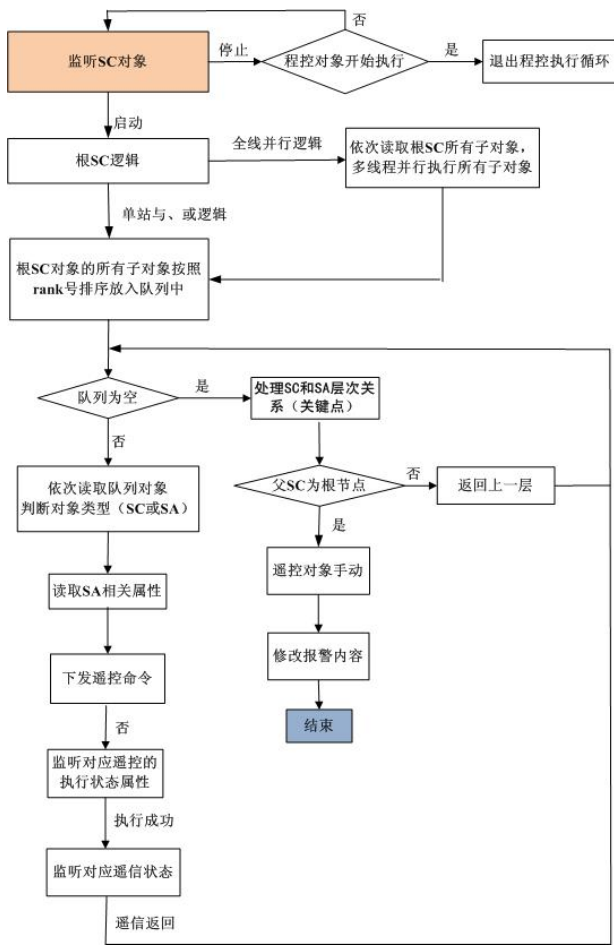 否
监听SC对象
停止
程控对象开始执行
是
退出程控执行循环
启动
根SC逻辑
全线并行逻辑
依次读取根SC所有子对象，
多线程并行执行所有子对象
单站与、或逻辑
根SC对象的所有子对象按照
rank号排序放入队列中
队列为空
是
处理SC和SA层次关
系（关键点）
否
依次读取队列对象
判断对象类型（SC或SA）
父SC为根节点
否
返回上一层
是
读取SA相关属性
遥控对象手动
下发遥控命令
修改报警内容
否
结束
监听对应遥控的
执行状态属性
执行成功
监听对应遥信状态
遥信返回